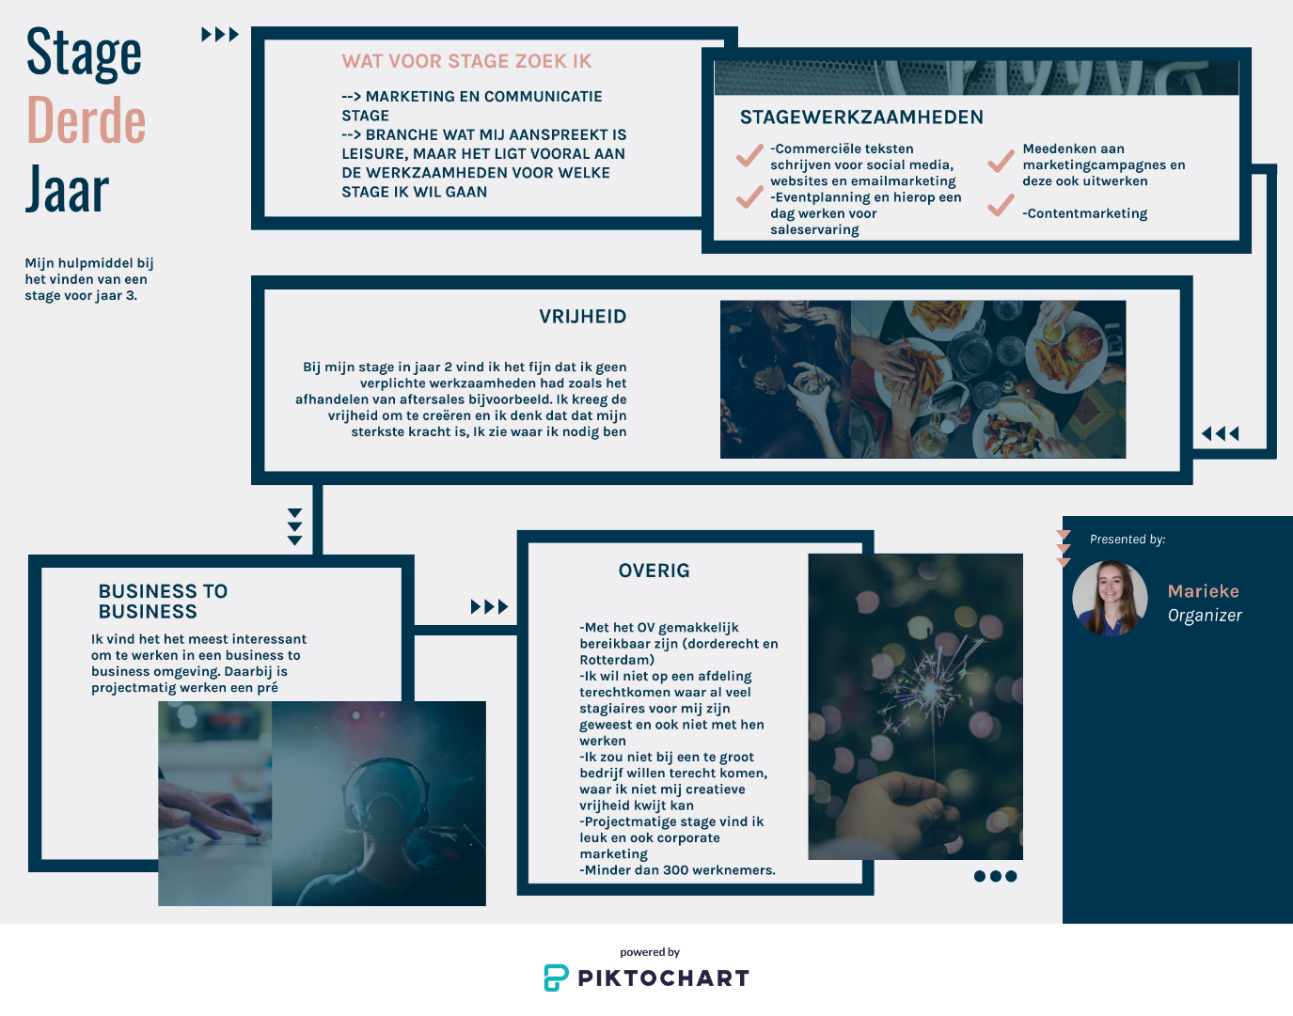 Stage
Derde
Jaar
Mijn hulpmiddel bij
het vinden van een
stage voor jaar 3.
WAT VOOR STAGE ZOEK IK
--> MARKETING EN COMMUNICATIE
STAGE
--> BRANCHE WAT MIJ AANSPREEKT IS
LEISURE, MAAR HET LIGT VOORAL AAN
DE WERKZAAMHEDEN VOOR WELKE
STAGE IK WIL GAAN
STAGEWERKZAAMHEDEN
-Commerciële teksten
schrijven voor social media,
websites en emailmarketing
-Eventplanning en hierop een
dag werken voor
saleservaring
Meedenken aan
marketingcampagnes en
deze ook uitwerken
-Contentmarketing
VRIJHEID
Bij mijn stage in jaar 2 vind ik het fijn dat ik geen
verplichte werkzaamheden had zoals het
afhandelen van aftersales bijvoorbeeld. Ik kreeg de
vrijheid om te creëren en ik denk dat dat mijn
sterkste kracht is, Ik zie waar ik nodig ben
BUSINESS TO
BUSINESS
Ik vind het het meest interessant
om te werken in een business to
business omgeving. Daarbij is
projectmatig werken een pré
OVERIG
-Met het OV gemakkelijk
bereikbaar zijn (dorderecht en
Rotterdam)
-Ik wil niet op een afdeling
terechtkomen waar al veel
stagiaires voor mij zijn
geweest en ook niet met hen
werken
-Ik zou niet bij een te groot
bedrijf willen terecht komen,
waar ik niet mij creatieve
vrijheid kwijt kan
-Projectmatige stage vind ik
leuk en ook corporate
marketing
-Minder dan 300 werknemers.
Presented by:
Marieke
Organizer
powered by
PIKTOCHART